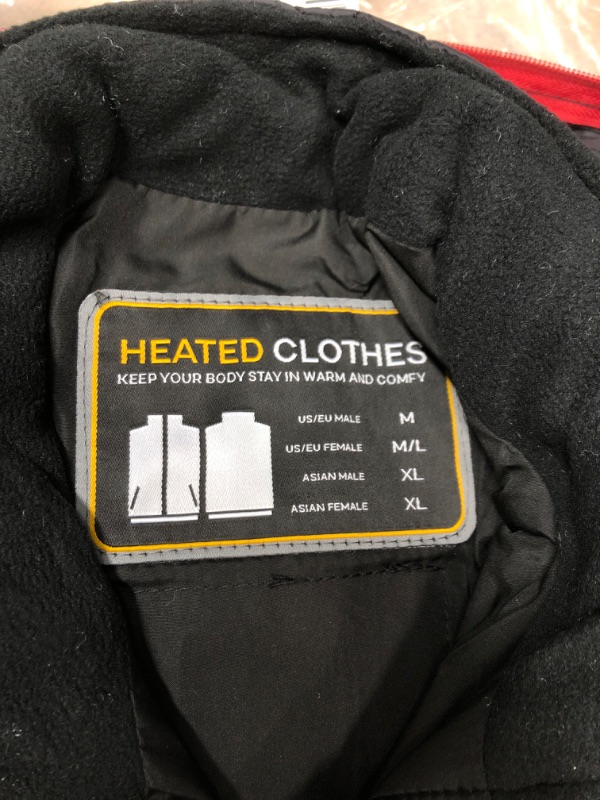 HEATED CLOTHES
KEEP YOUR BODY STAY IN WARM AND COMFY
US/EU MALE M
US/EU FEMALE M/L
ASIAN MALE XL
ASIAN FEMALE XL